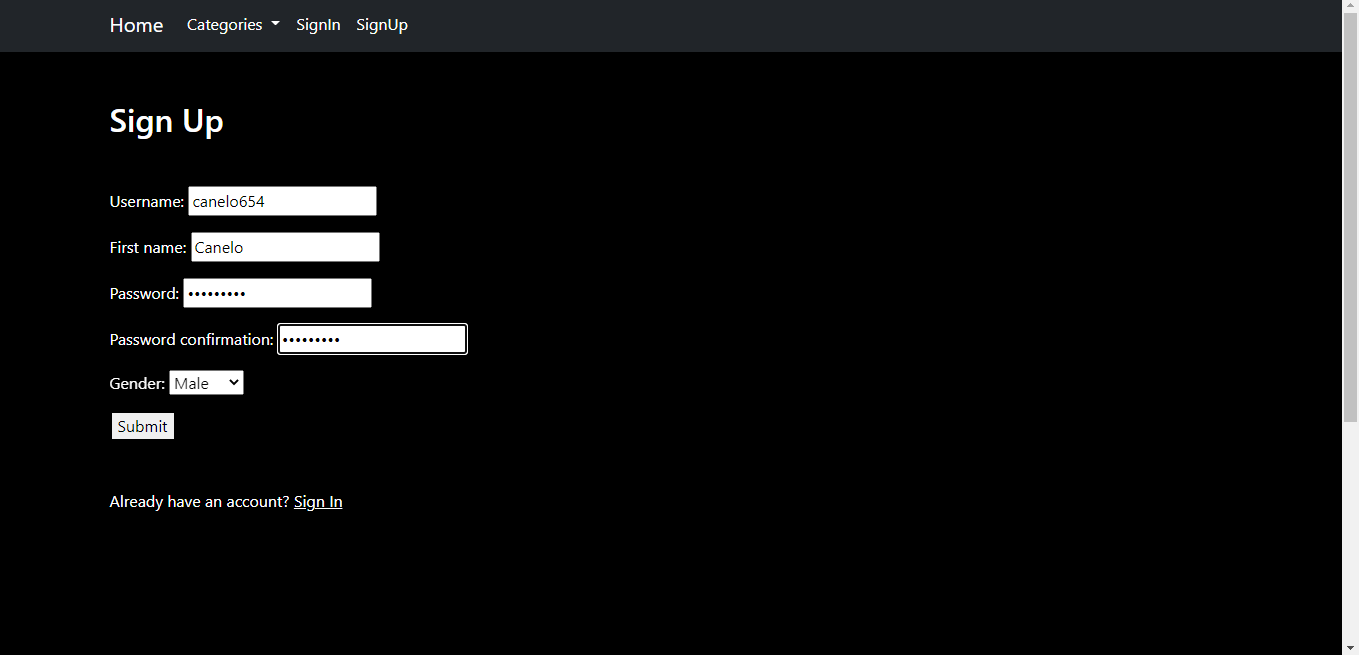 Home Categories SignIn SignUp
Sign Up
Username: canelo654
First name: Canelo
Password: •••••••••
Password confirmation: •••••••••
Gender: Male
Submit
Already have an account? Sign In